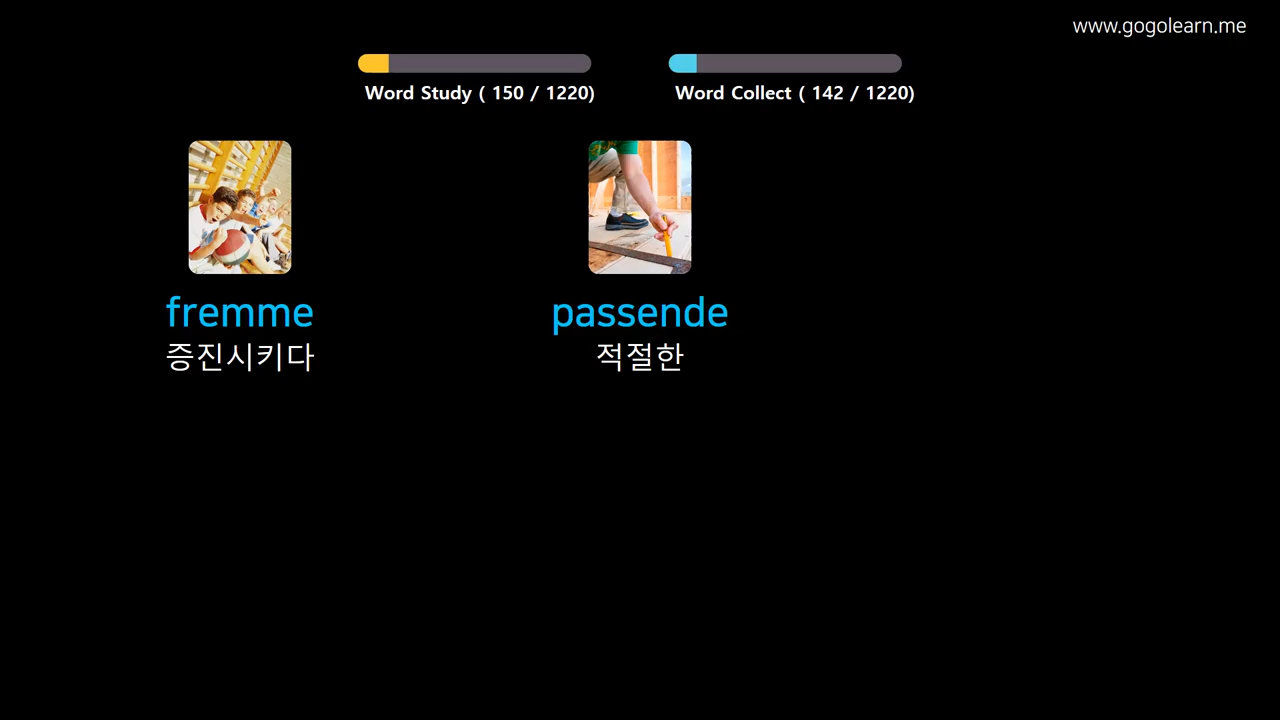 www.gogolearn.me
Word Study ( 150 / 1220)
Word Collect ( 142 / 1220)
fremme
증진시키다
passende
적절한